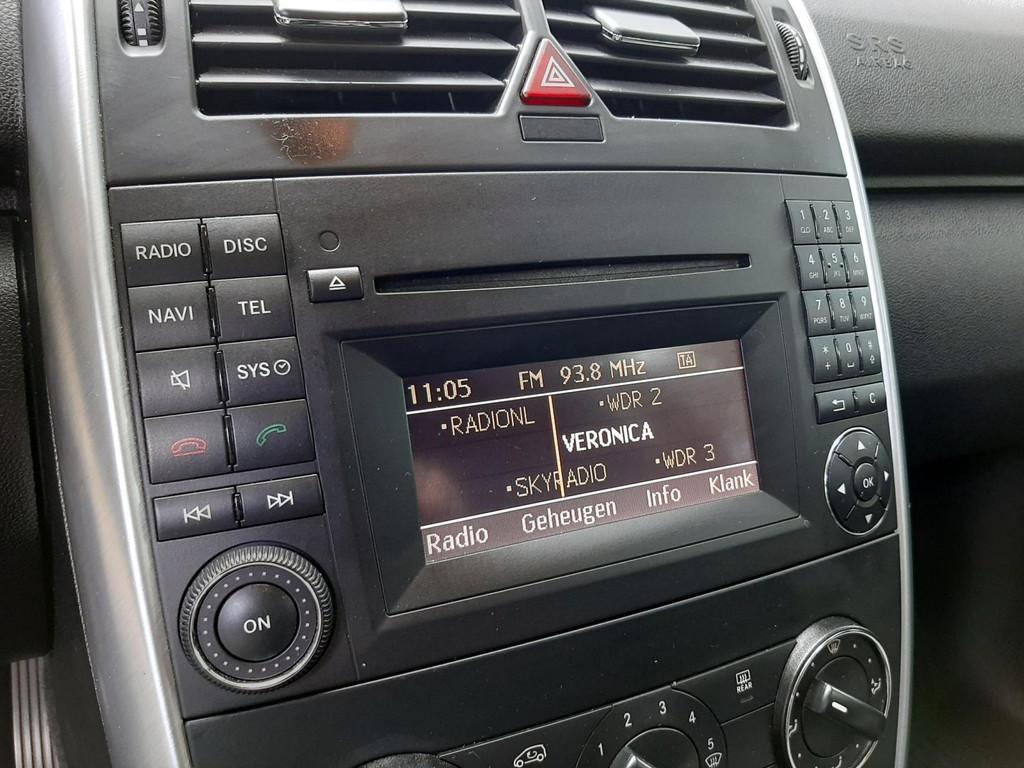 SRS
AIRBAG
RADIO DISC
NAVI TEL
SYS
ON
11:05 FM 93.8 MHz TA
•RADIONL •WDR 2
VERONICA
•SKYRADIO •WDR 3
Radio Geheugen Info Klank
1 2 3
ABC DEF
4 5 6
GHI JKL MNO
7 8 9
PQRS TUV WXYZ
* 0 #
+
C
OK
REAR
1 2 3 4 5